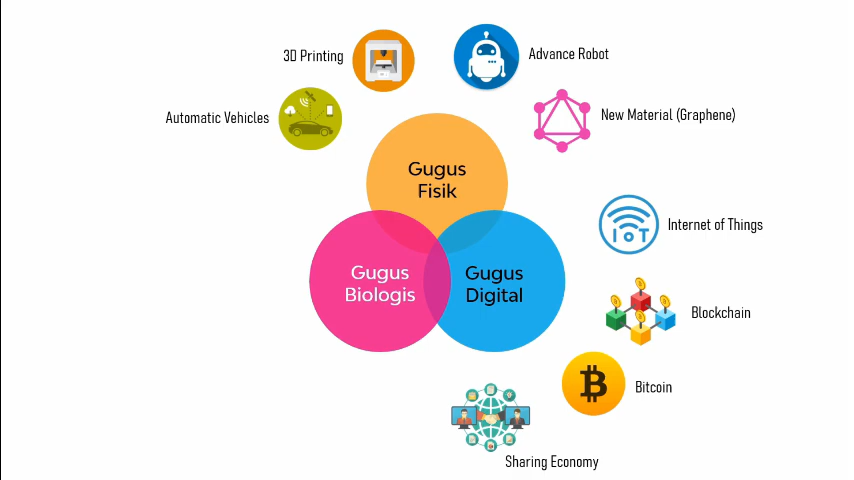 3D Printing
Advance Robot
Automatic Vehicles
New Material (Graphene)
Gugus
Fisik
IoT
Internet of Things
Gugus
Biologis
Gugus
Digital
Blockchain
Bitcoin
Sharing Economy